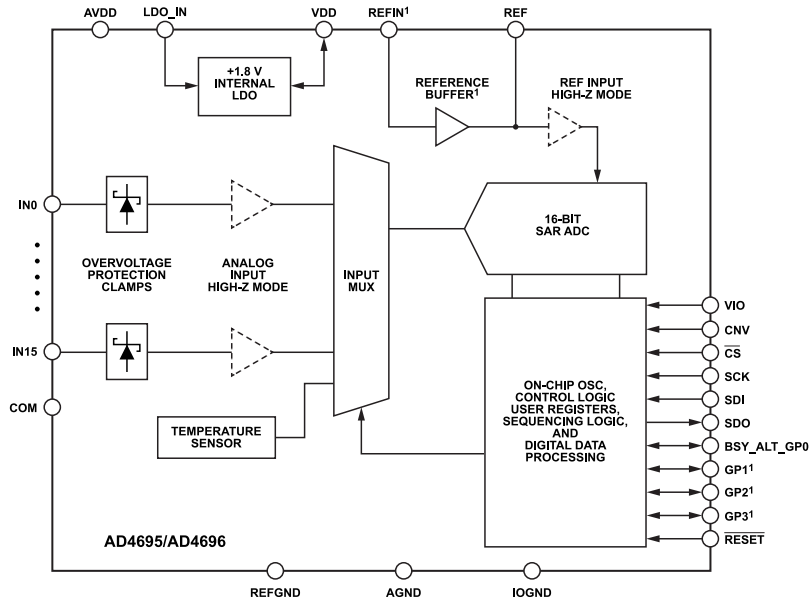 AVDD
LDO_IN
VDD
REFIN1
REF
+1.8 V
INTERNAL
LDO
REFERENCE
BUFFER1
REF INPUT
HIGH-Z MODE
IN0
OVERVOLTAGE
PROTECTION
CLAMPS
ANALOG
INPUT
HIGH-Z MODE
INPUT
MUX
16-BIT
SAR ADC
IN15
COM
TEMPERATURE
SENSOR
ON-CHIP OSC,
CONTROL LOGIC
USER REGISTERS,
SEQUENCING LOGIC,
AND
DIGITAL DATA
PROCESSING
VIO
CNV
CS
SCK
SDI
SDO
BSY_ALT_GP0
GP11
GP21
GP31
RESET
AD4695/AD4696
REFGND
AGND
IOGND